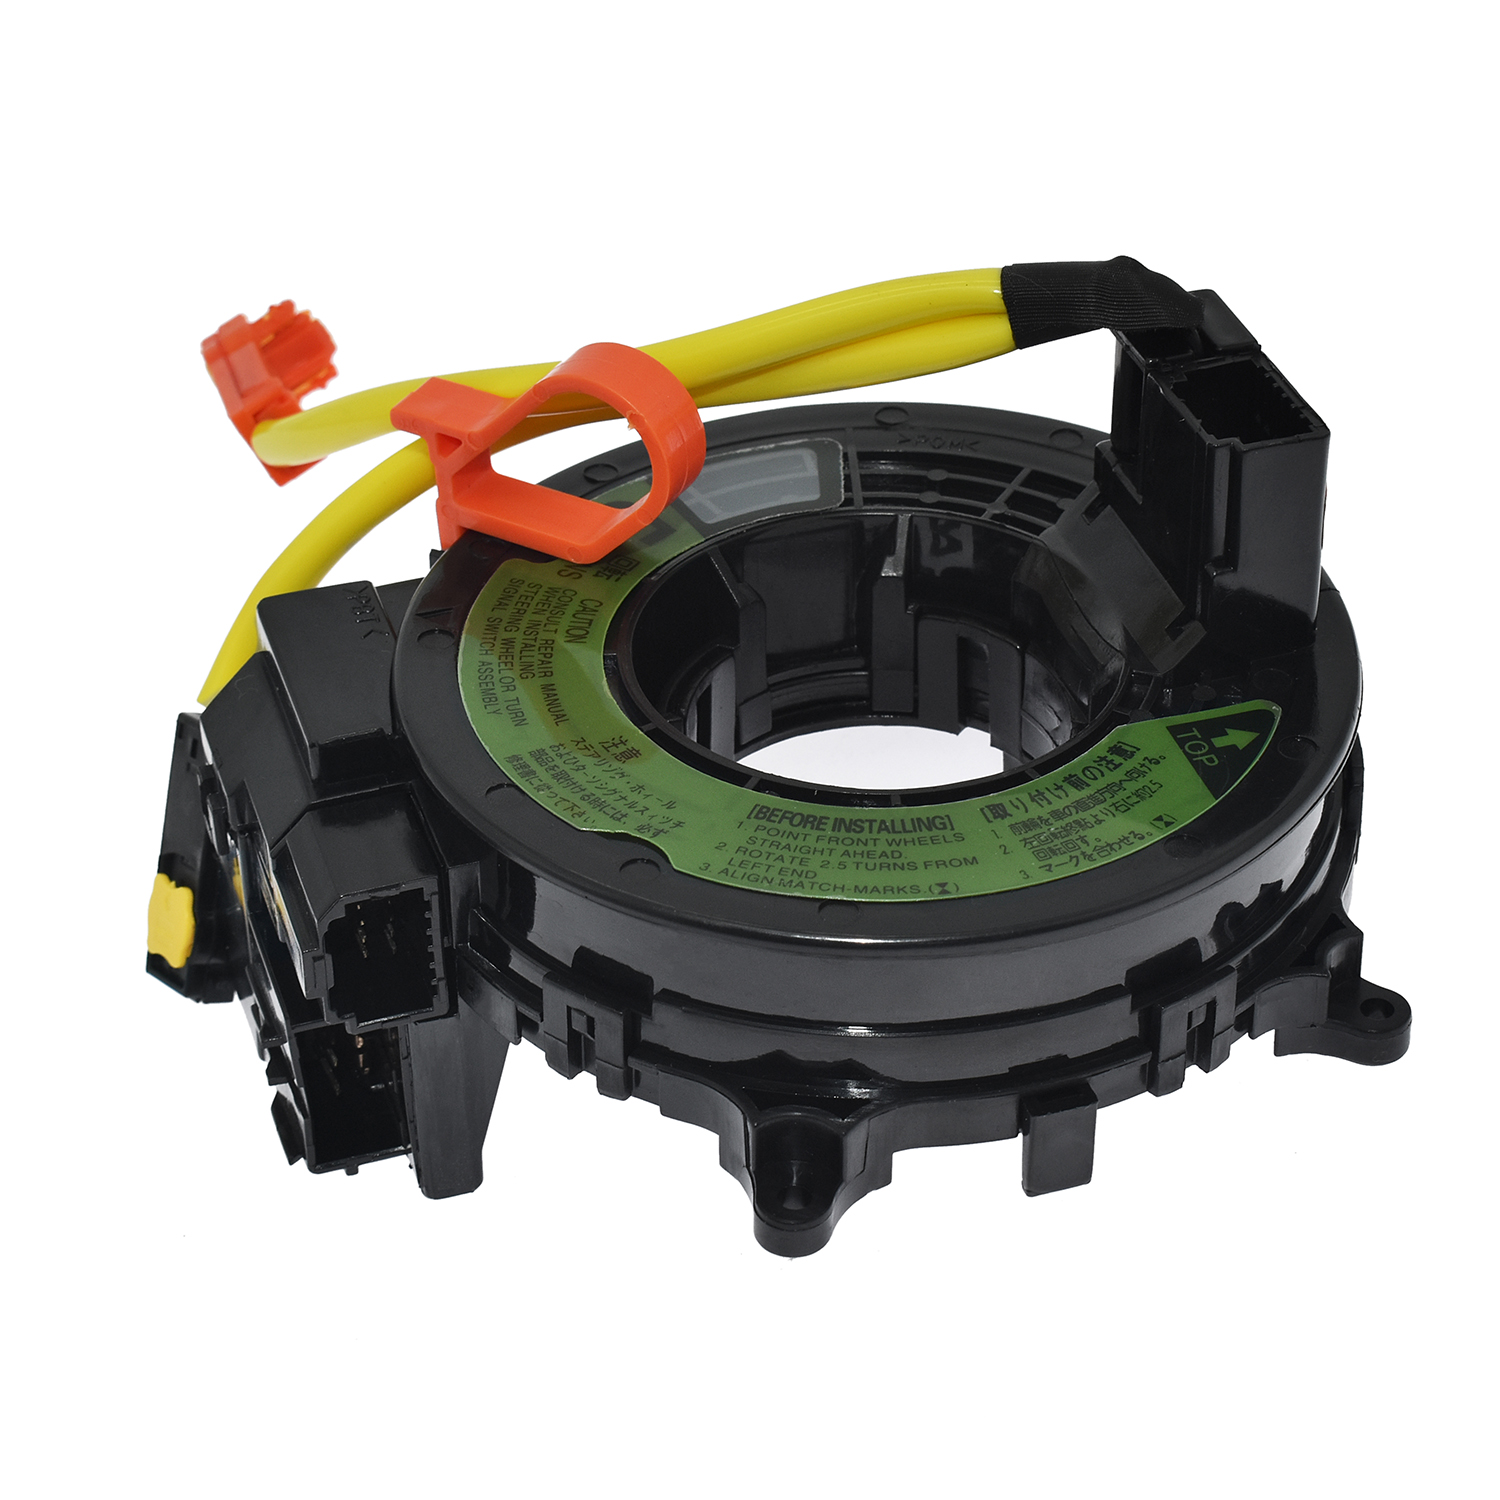 >POM<
>PBT<
CAUTION
CONSULT REPAIR MANUAL
WHEN INSTALLING
STEERING WHEEL OR TURN
SIGNAL SWITCH ASSEMBLY
注意
ステアリング・ホイール
およびターンシグナルスイッチ
部品を取付ける時には、必ず
修理書に従って下さい
[BEFORE INSTALLING]
1. POINT FRONT WHEELS
STRAIGHT AHEAD.
2. ROTATE 2.5 TURNS FROM
LEFT END
3. ALIGN MATCH-MARKS.
[取り付け前の注意]
1. 前輪を車の直進方向へ向ける。
2. 左回転終点より右に約2.5
回転回す。
3. マークを合わせる。
TOP